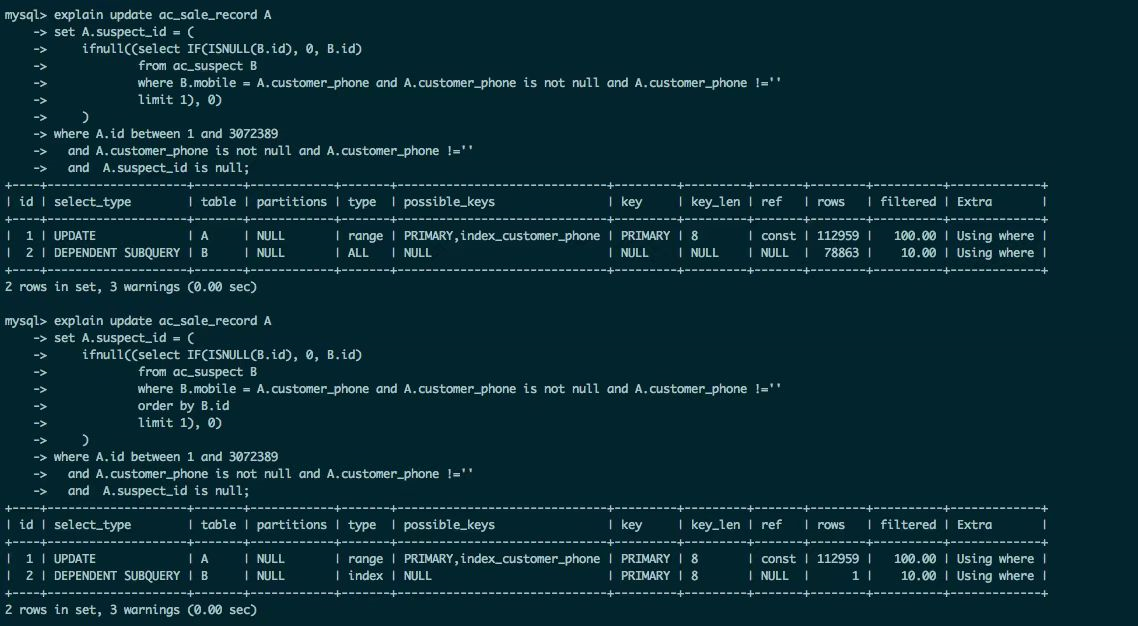 mysql> explain update ac_sale_record A
    -> set A.suspect_id = (
    ->     ifnull((select IF(ISNULL(B.id), 0, B.id)
    ->             from ac_suspect B
    ->             where B.mobile = A.customer_phone and A.customer_phone is not null and A.customer_phone !=''
    ->             limit 1), 0)
    ->     )
    -> where A.id between 1 and 3072389
    ->   and A.customer_phone is not null and A.customer_phone !=''
    ->   and  A.suspect_id is null;
+----+--------------------+-------+------------+-------+------------------------------+---------+---------+-------+--------+----------+-------------+
| id | select_type        | table | partitions | type  | possible_keys                | key     | key_len | ref   | rows   | filtered | Extra       |
+----+--------------------+-------+------------+-------+------------------------------+---------+---------+-------+--------+----------+-------------+
|  1 | UPDATE             | A     | NULL       | range | PRIMARY,index_customer_phone | PRIMARY | 8       | const | 112959 |   100.00 | Using where |
|  2 | DEPENDENT SUBQUERY | B     | NULL       | ALL   | NULL                         | NULL    | NULL    | NULL  |  78863 |    10.00 | Using where |
+----+--------------------+-------+------------+-------+------------------------------+---------+---------+-------+--------+----------+-------------+
2 rows in set, 3 warnings (0.00 sec)

mysql> explain update ac_sale_record A
    -> set A.suspect_id = (
    ->     ifnull((select IF(ISNULL(B.id), 0, B.id)
    ->             from ac_suspect B
    ->             where B.mobile = A.customer_phone and A.customer_phone is not null and A.customer_phone !=''
    ->             order by B.id
    ->             limit 1), 0)
    ->     )
    -> where A.id between 1 and 3072389
    ->   and A.customer_phone is not null and A.customer_phone !=''
    ->   and  A.suspect_id is null;
+----+--------------------+-------+------------+-------+------------------------------+---------+---------+-------+--------+----------+-------------+
| id | select_type        | table | partitions | type  | possible_keys                | key     | key_len | ref   | rows   | filtered | Extra       |
+----+--------------------+-------+------------+-------+------------------------------+---------+---------+-------+--------+----------+-------------+
|  1 | UPDATE             | A     | NULL       | range | PRIMARY,index_customer_phone | PRIMARY | 8       | const | 112959 |   100.00 | Using where |
|  2 | DEPENDENT SUBQUERY | B     | NULL       | index | NULL                         | PRIMARY | 8       | NULL  |      1 |    10.00 | Using where |
+----+--------------------+-------+------------+-------+------------------------------+---------+---------+-------+--------+----------+-------------+
2 rows in set, 3 warnings (0.00 sec)